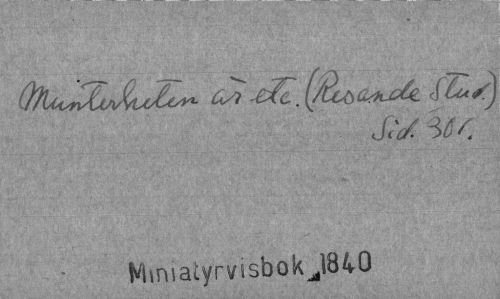 Munterheten är etc. (Resande Stud.)
Sid. 301.
Miniatyrvisbok 1840